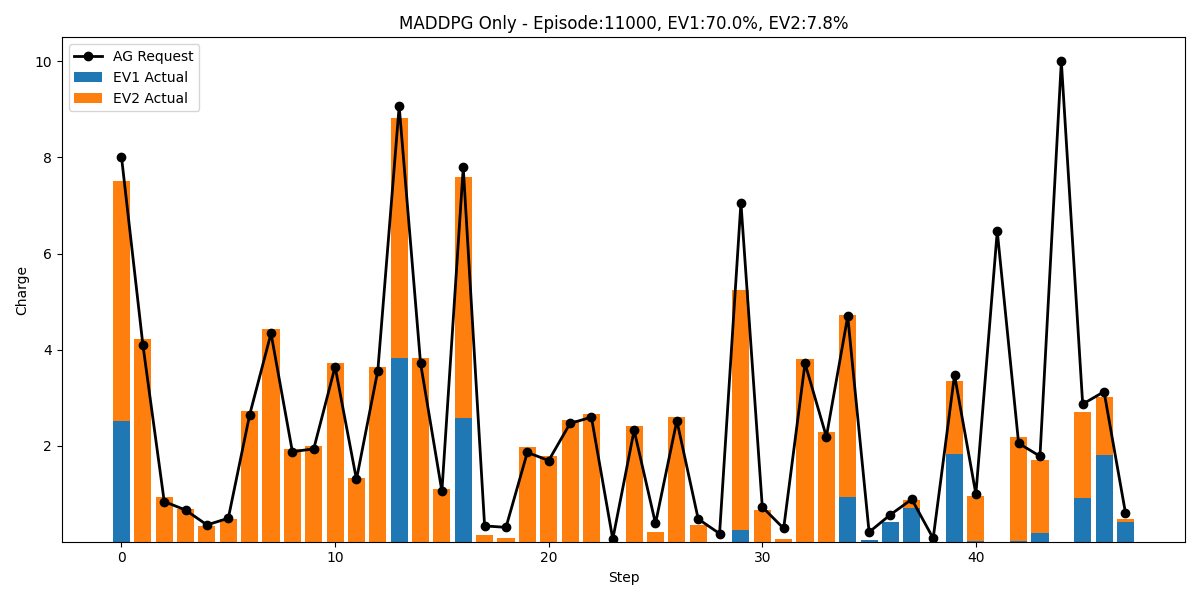 MADDPG Only - Episode:11000, EV1:70.0%, EV2:7.8%
AG Request
EV1 Actual
EV2 Actual
Charge
10
8
6
4
2
0
10
20
30
40
Step